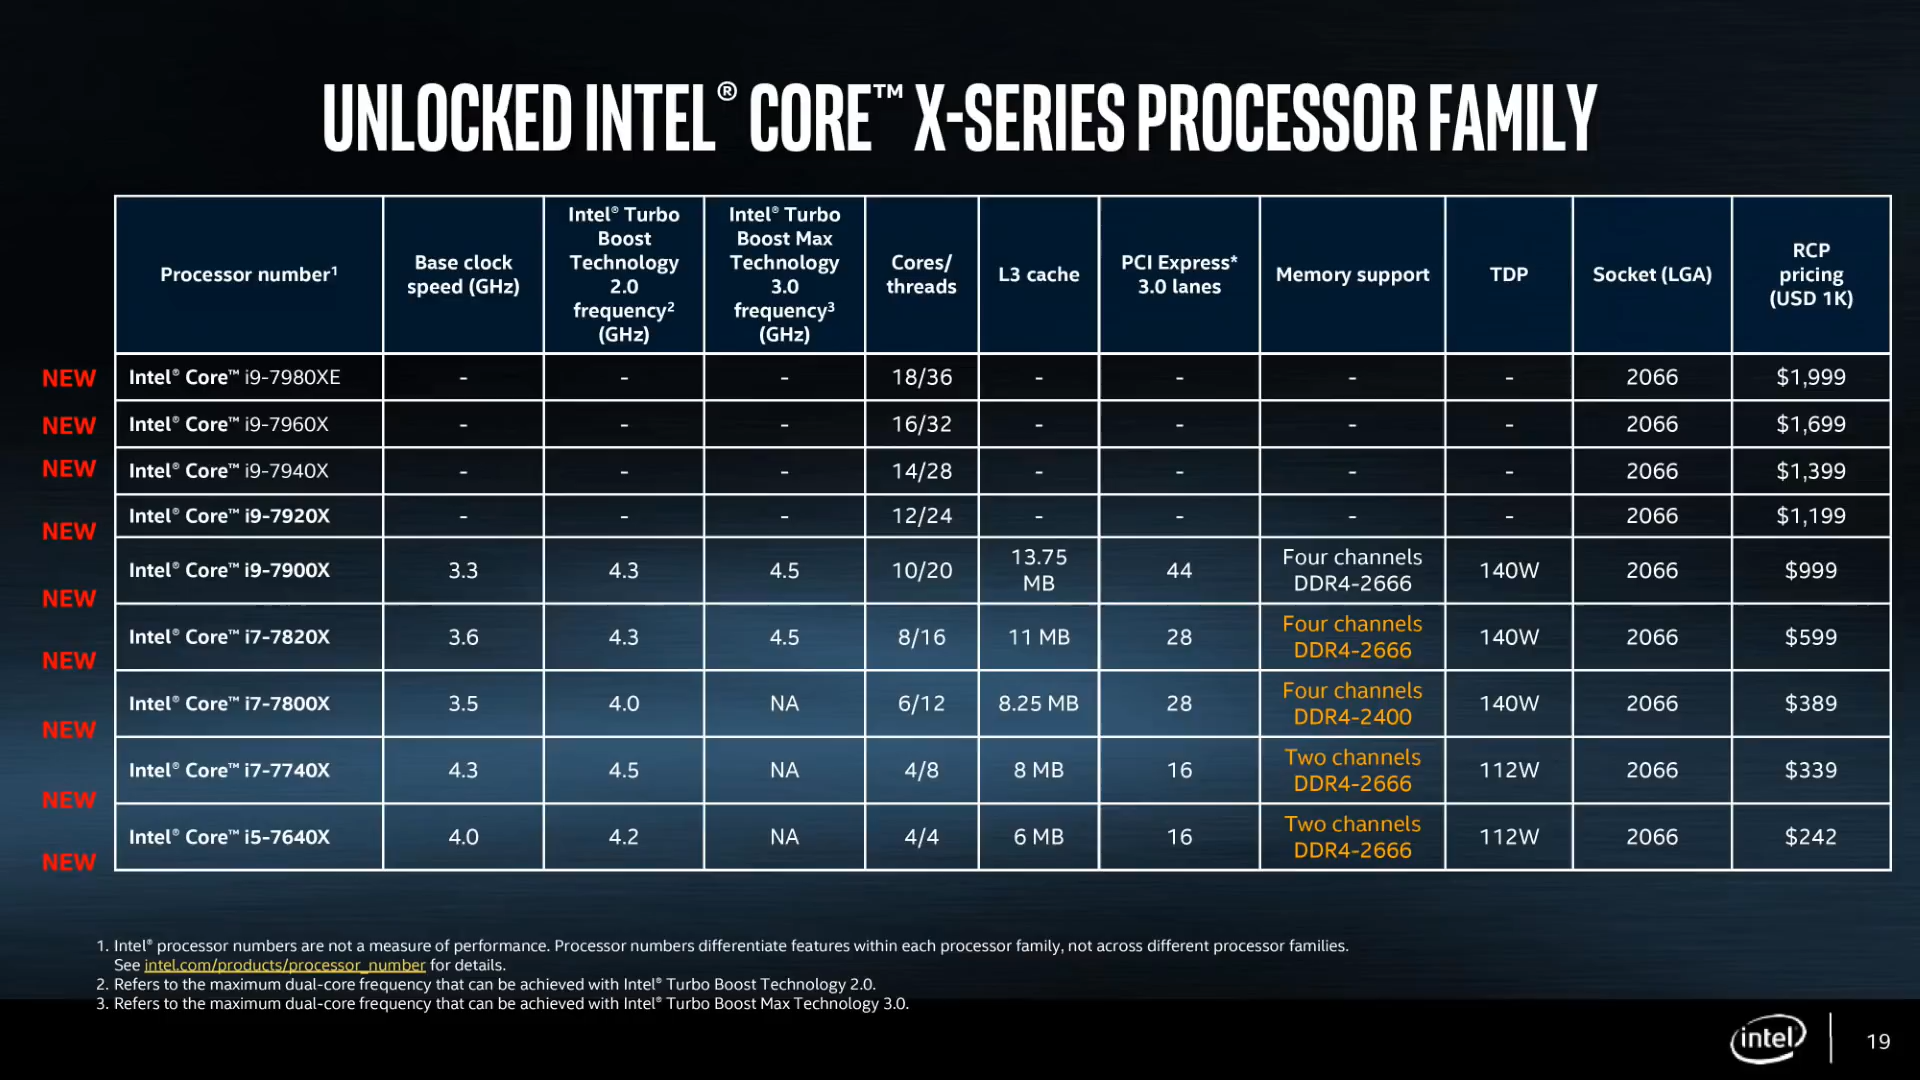 UNLOCKED INTEL® CORE™ X-SERIES PROCESSOR FAMILY
Processor number¹ Base clock speed (GHz) Intel® Turbo Boost Technology 2.0 frequency² (GHz) Intel® Turbo Boost Max Technology 3.0 frequency³ (GHz) Cores/ threads L3 cache PCI Express* 3.0 lanes Memory support TDP Socket (LGA) RCP pricing (USD 1K)
NEW Intel® Core™ i9-7980XE - - - 18/36 - - - - 2066 $1,999
NEW Intel® Core™ i9-7960X - - - 16/32 - - - - 2066 $1,699
NEW Intel® Core™ i9-7940X - - - 14/28 - - - - 2066 $1,399
NEW Intel® Core™ i9-7920X - - - 12/24 - - - - 2066 $1,199
NEW Intel® Core™ i9-7900X 3.3 4.3 4.5 10/20 13.75 MB 44 Four channels DDR4-2666 140W 2066 $999
NEW Intel® Core™ i7-7820X 3.6 4.3 4.5 8/16 11 MB 28 Four channels DDR4-2666 140W 2066 $599
NEW Intel® Core™ i7-7800X 3.5 4.0 NA 6/12 8.25 MB 28 Four channels DDR4-2400 140W 2066 $389
NEW Intel® Core™ i7-7740X 4.3 4.5 NA 4/8 8 MB 16 Two channels DDR4-2666 112W 2066 $339
NEW Intel® Core™ i5-7640X 4.0 4.2 NA 4/4 6 MB 16 Two channels DDR4-2666 112W 2066 $242
1. Intel® processor numbers are not a measure of performance. Processor numbers differentiate features within each processor family, not across different processor families.
See intel.com/products/processor_number for details.
2. Refers to the maximum dual-core frequency that can be achieved with Intel® Turbo Boost Technology 2.0.
3. Refers to the maximum dual-core frequency that can be achieved with Intel® Turbo Boost Max Technology 3.0.
intel
19